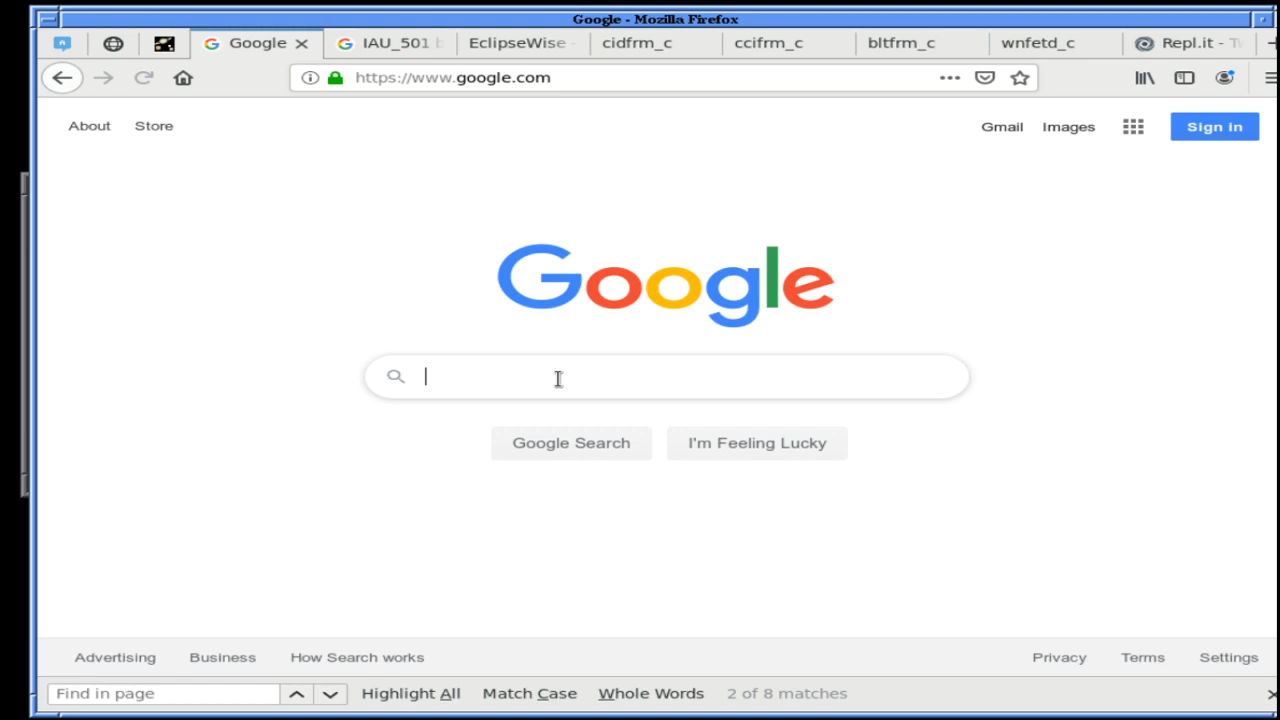 Google - Mozilla Firefox
Google IAU_501 b EclipseWise - cidfrm_c ccifrm_c bltfrm_c wnfetd_c Repl.it - Tw
https://www.google.com
About Store Gmail Images Sign in
Google
Google Search I'm Feeling Lucky
Advertising Business How Search works Privacy Terms Settings
Find in page Highlight All Match Case Whole Words 2 of 8 matches